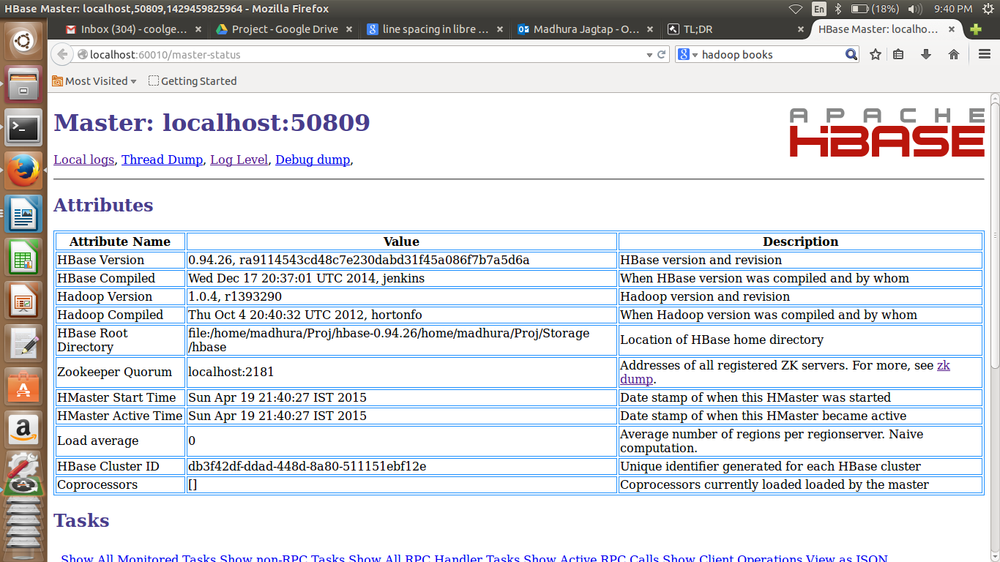 HBase Master: localhost,50809,1429459825964 - Mozilla Firefox
En (18%) 9:40 PM
Inbox (304) - coolge... Project - Google Drive line spacing in libre ... Madhura Jagtap - O... TL;DR HBase Master: localho...
localhost:60010/master-status hadoop books
Most Visited Getting Started
Master: localhost:50809
APACHE
HBASE
Local logs, Thread Dump, Log Level, Debug dump,
Attributes
Attribute Name Value Description
HBase Version 0.94.26, ra9114543cd48c7e230dabd31f45a086f7b7a5d6a HBase version and revision
HBase Compiled Wed Dec 17 20:37:01 UTC 2014, jenkins When HBase version was compiled and by whom
Hadoop Version 1.0.4, r1393290 Hadoop version and revision
Hadoop Compiled Thu Oct 4 20:40:32 UTC 2012, hortonfo When Hadoop version was compiled and by whom
HBase Root
Directory
file:/home/madhura/Proj/hbase-0.94.26/home/madhura/Proj/Storage
/hbase
Location of HBase home directory
Zookeeper Quorum localhost:2181
Addresses of all registered ZK servers. For more, see zk
dump.
HMaster Start Time Sun Apr 19 21:40:27 IST 2015 Date stamp of when this HMaster was started
HMaster Active Time Sun Apr 19 21:40:27 IST 2015 Date stamp of when this HMaster became active
Load average 0
Average number of regions per regionserver. Naive
computation.
HBase Cluster ID db3f42df-ddad-448d-8a80-511151ebf12e Unique identifier generated for each HBase cluster
Coprocessors [] Coprocessors currently loaded loaded by the master
Tasks
Show All Monitored Tasks Show non-RPC Tasks Show All RPC Handler Tasks Show Active RPC Calls Show Client Operations View as JSON